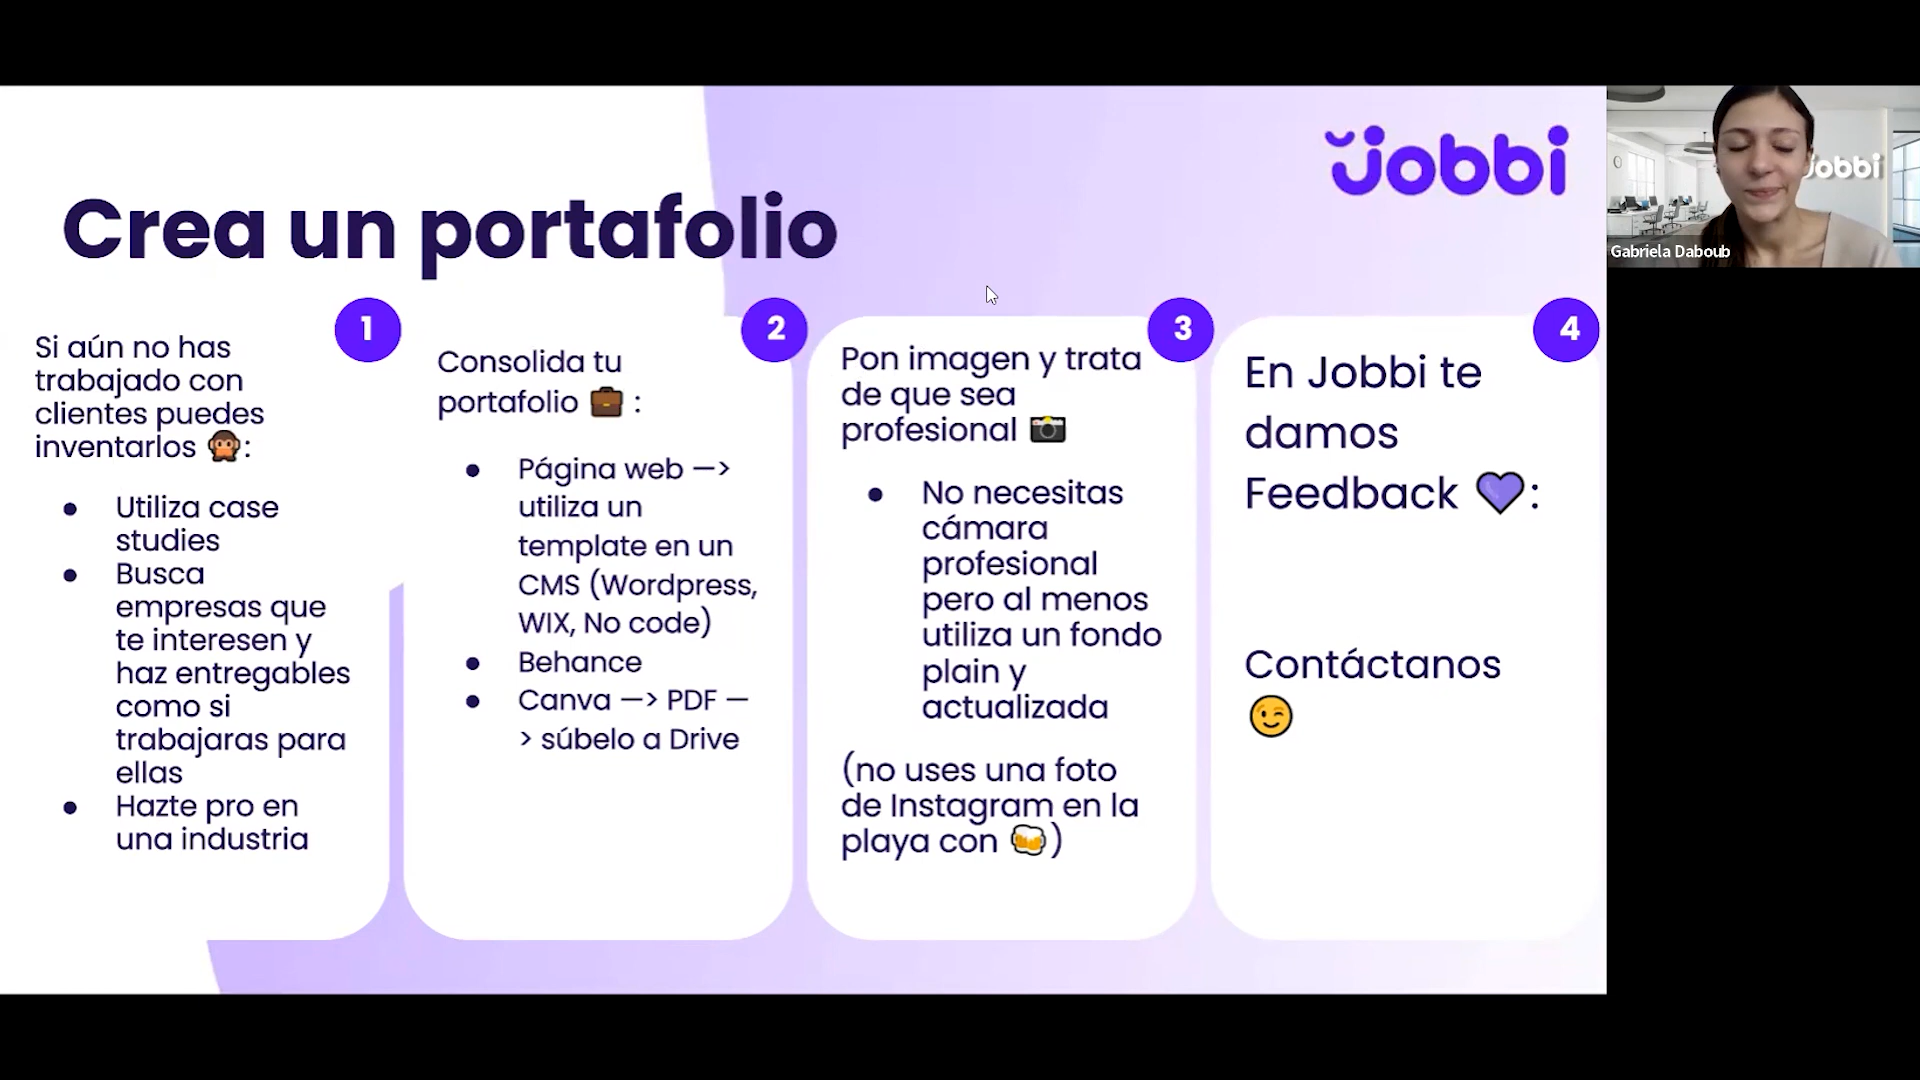 jobbi
Crea un portafolio
1
Si aún no has
trabajado con
clientes puedes
inventarlos 🙊:
● Utiliza case
studies
● Busca
empresas que
te interesen y
haz entregables
como si
trabajaras para
ellas
● Hazte pro en
una industria
2
Consolida tu
portafolio 💼 :
● Página web —>
utiliza un
template en un
CMS (Wordpress,
WIX, No code)
● Behance
● Canva —> PDF —
> súbelo a Drive
3
Pon imagen y trata
de que sea
profesional 📷
● No necesitas
cámara
profesional
pero al menos
utiliza un fondo
plain y
actualizada
(no uses una foto
de Instagram en la
playa con 🍻)
4
En Jobbi te
damos
Feedback 💜:
Contáctanos
😉
jobbi
Gabriela Daboub